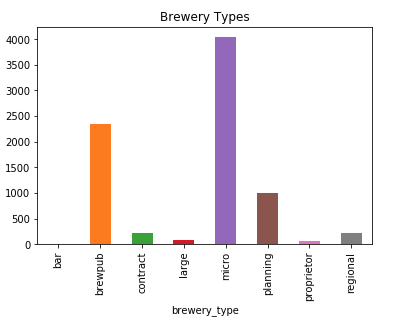 Brewery Types
4000
3500
3000
2500
2000
1500
1000
500
0
bar
brewpub
contract
large
micro
planning
proprietor
regional
brewery_type